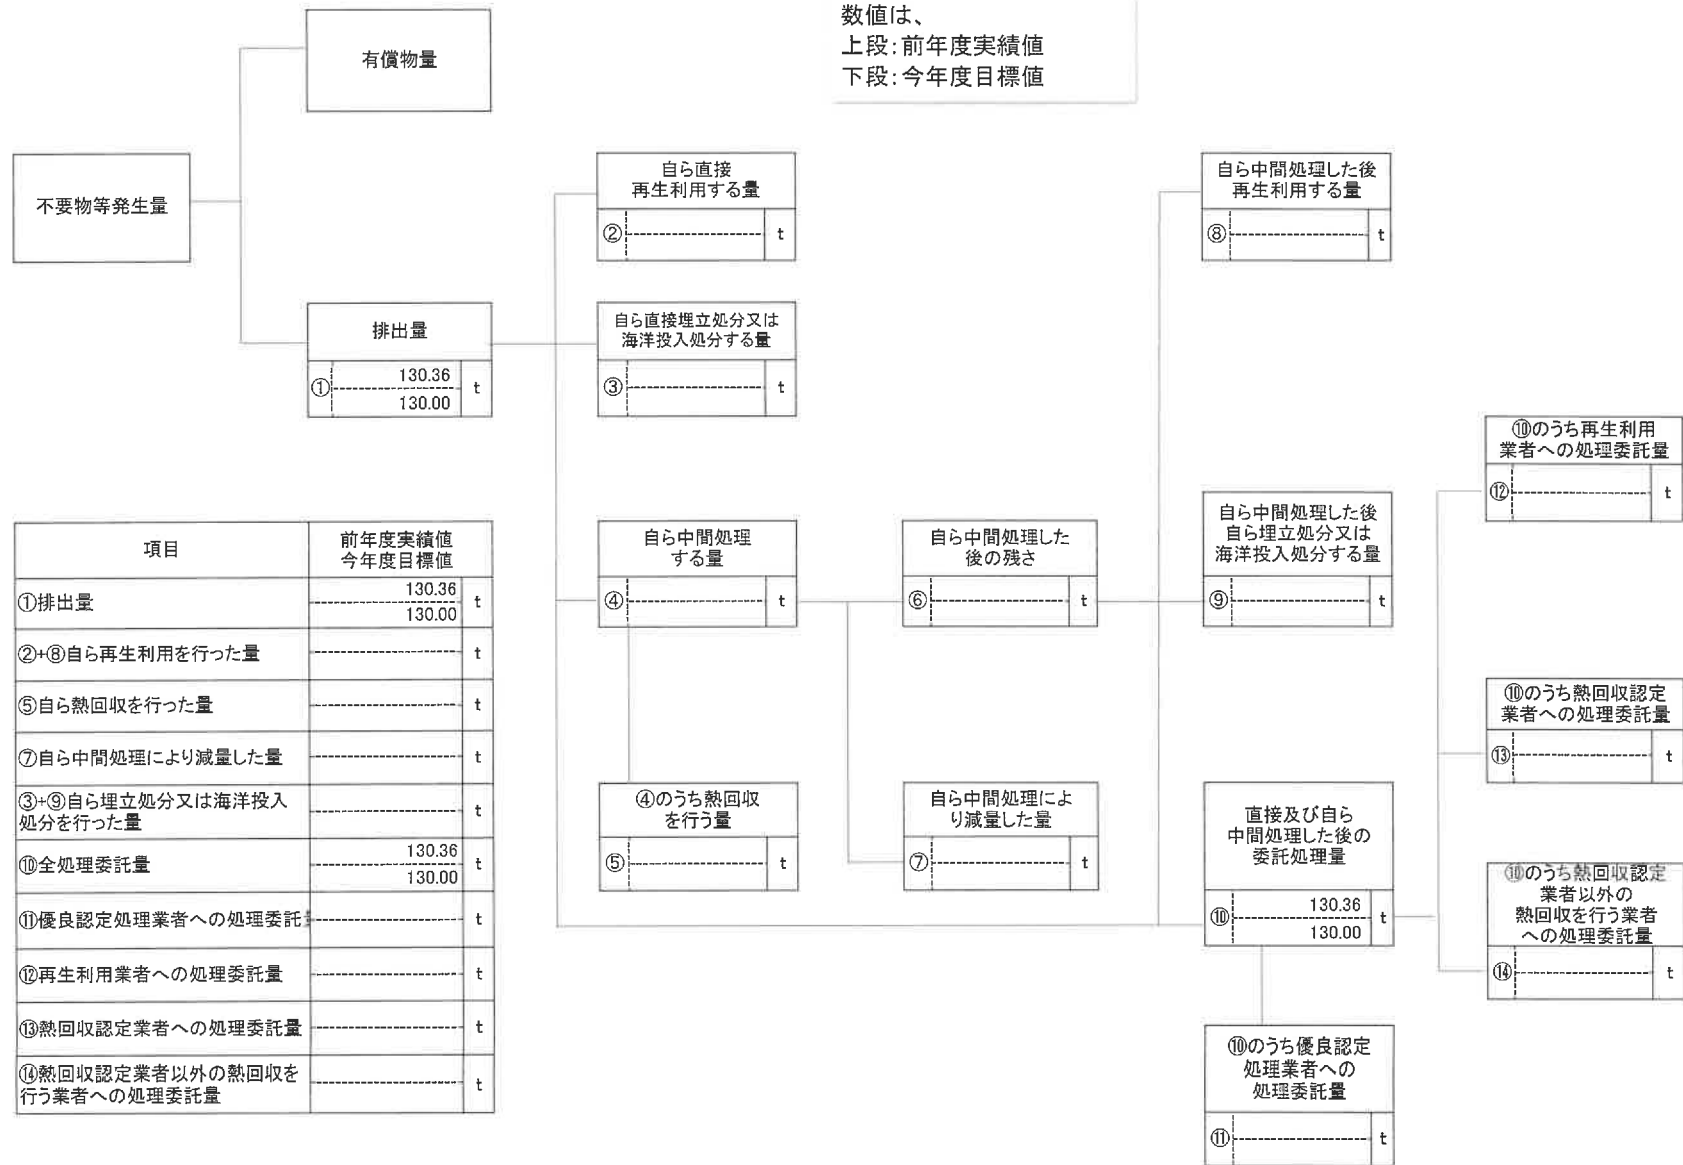 数値は、
上段：前年度実績値
下段：今年度目標値
有償物量
不要物等発生量
排出量
① 130.36 t
130.00
自ら直接
再生利用する量
② t
自ら直接埋立処分又は
海洋投入処分する量
③ t
自ら中間処理
する量
④ t
④のうち熱回収
を行う量
⑤ t
自ら中間処理した
後の残さ
⑥ t
自ら中間処理によ
り減量した量
⑦ t
自ら中間処理した後
再生利用する量
⑧ t
自ら中間処理した後
自ら埋立処分又は
海洋投入処分する量
⑨ t
直接及び自ら
中間処理した後の
委託処理量
⑩ 130.36 t
130.00
⑩のうち優良認定
処理業者への
処理委託量
⑪ t
⑩のうち再生利用
業者への処理委託量
⑫ t
⑩のうち熱回収認定
業者への処理委託量
⑬ t
⑩のうち熱回収認定
業者以外の
熱回収を行う業者
への処理委託量
⑭ t
項目 前年度実績値
今年度目標値
①排出量 130.36 t
130.00
②+⑧自ら再生利用を行った量 t
⑤自ら熱回収を行った量 t
⑦自ら中間処理により減量した量 t
③+⑨自ら埋立処分又は海洋投入
処分を行った量 t
⑩全処理委託量 130.36 t
130.00
⑪優良認定処理業者への処理委託 t
⑫再生利用業者への処理委託量 t
⑬熱回収認定業者への処理委託量 t
⑭熱回収認定業者以外の熱回収を
行う業者への処理委託量 t